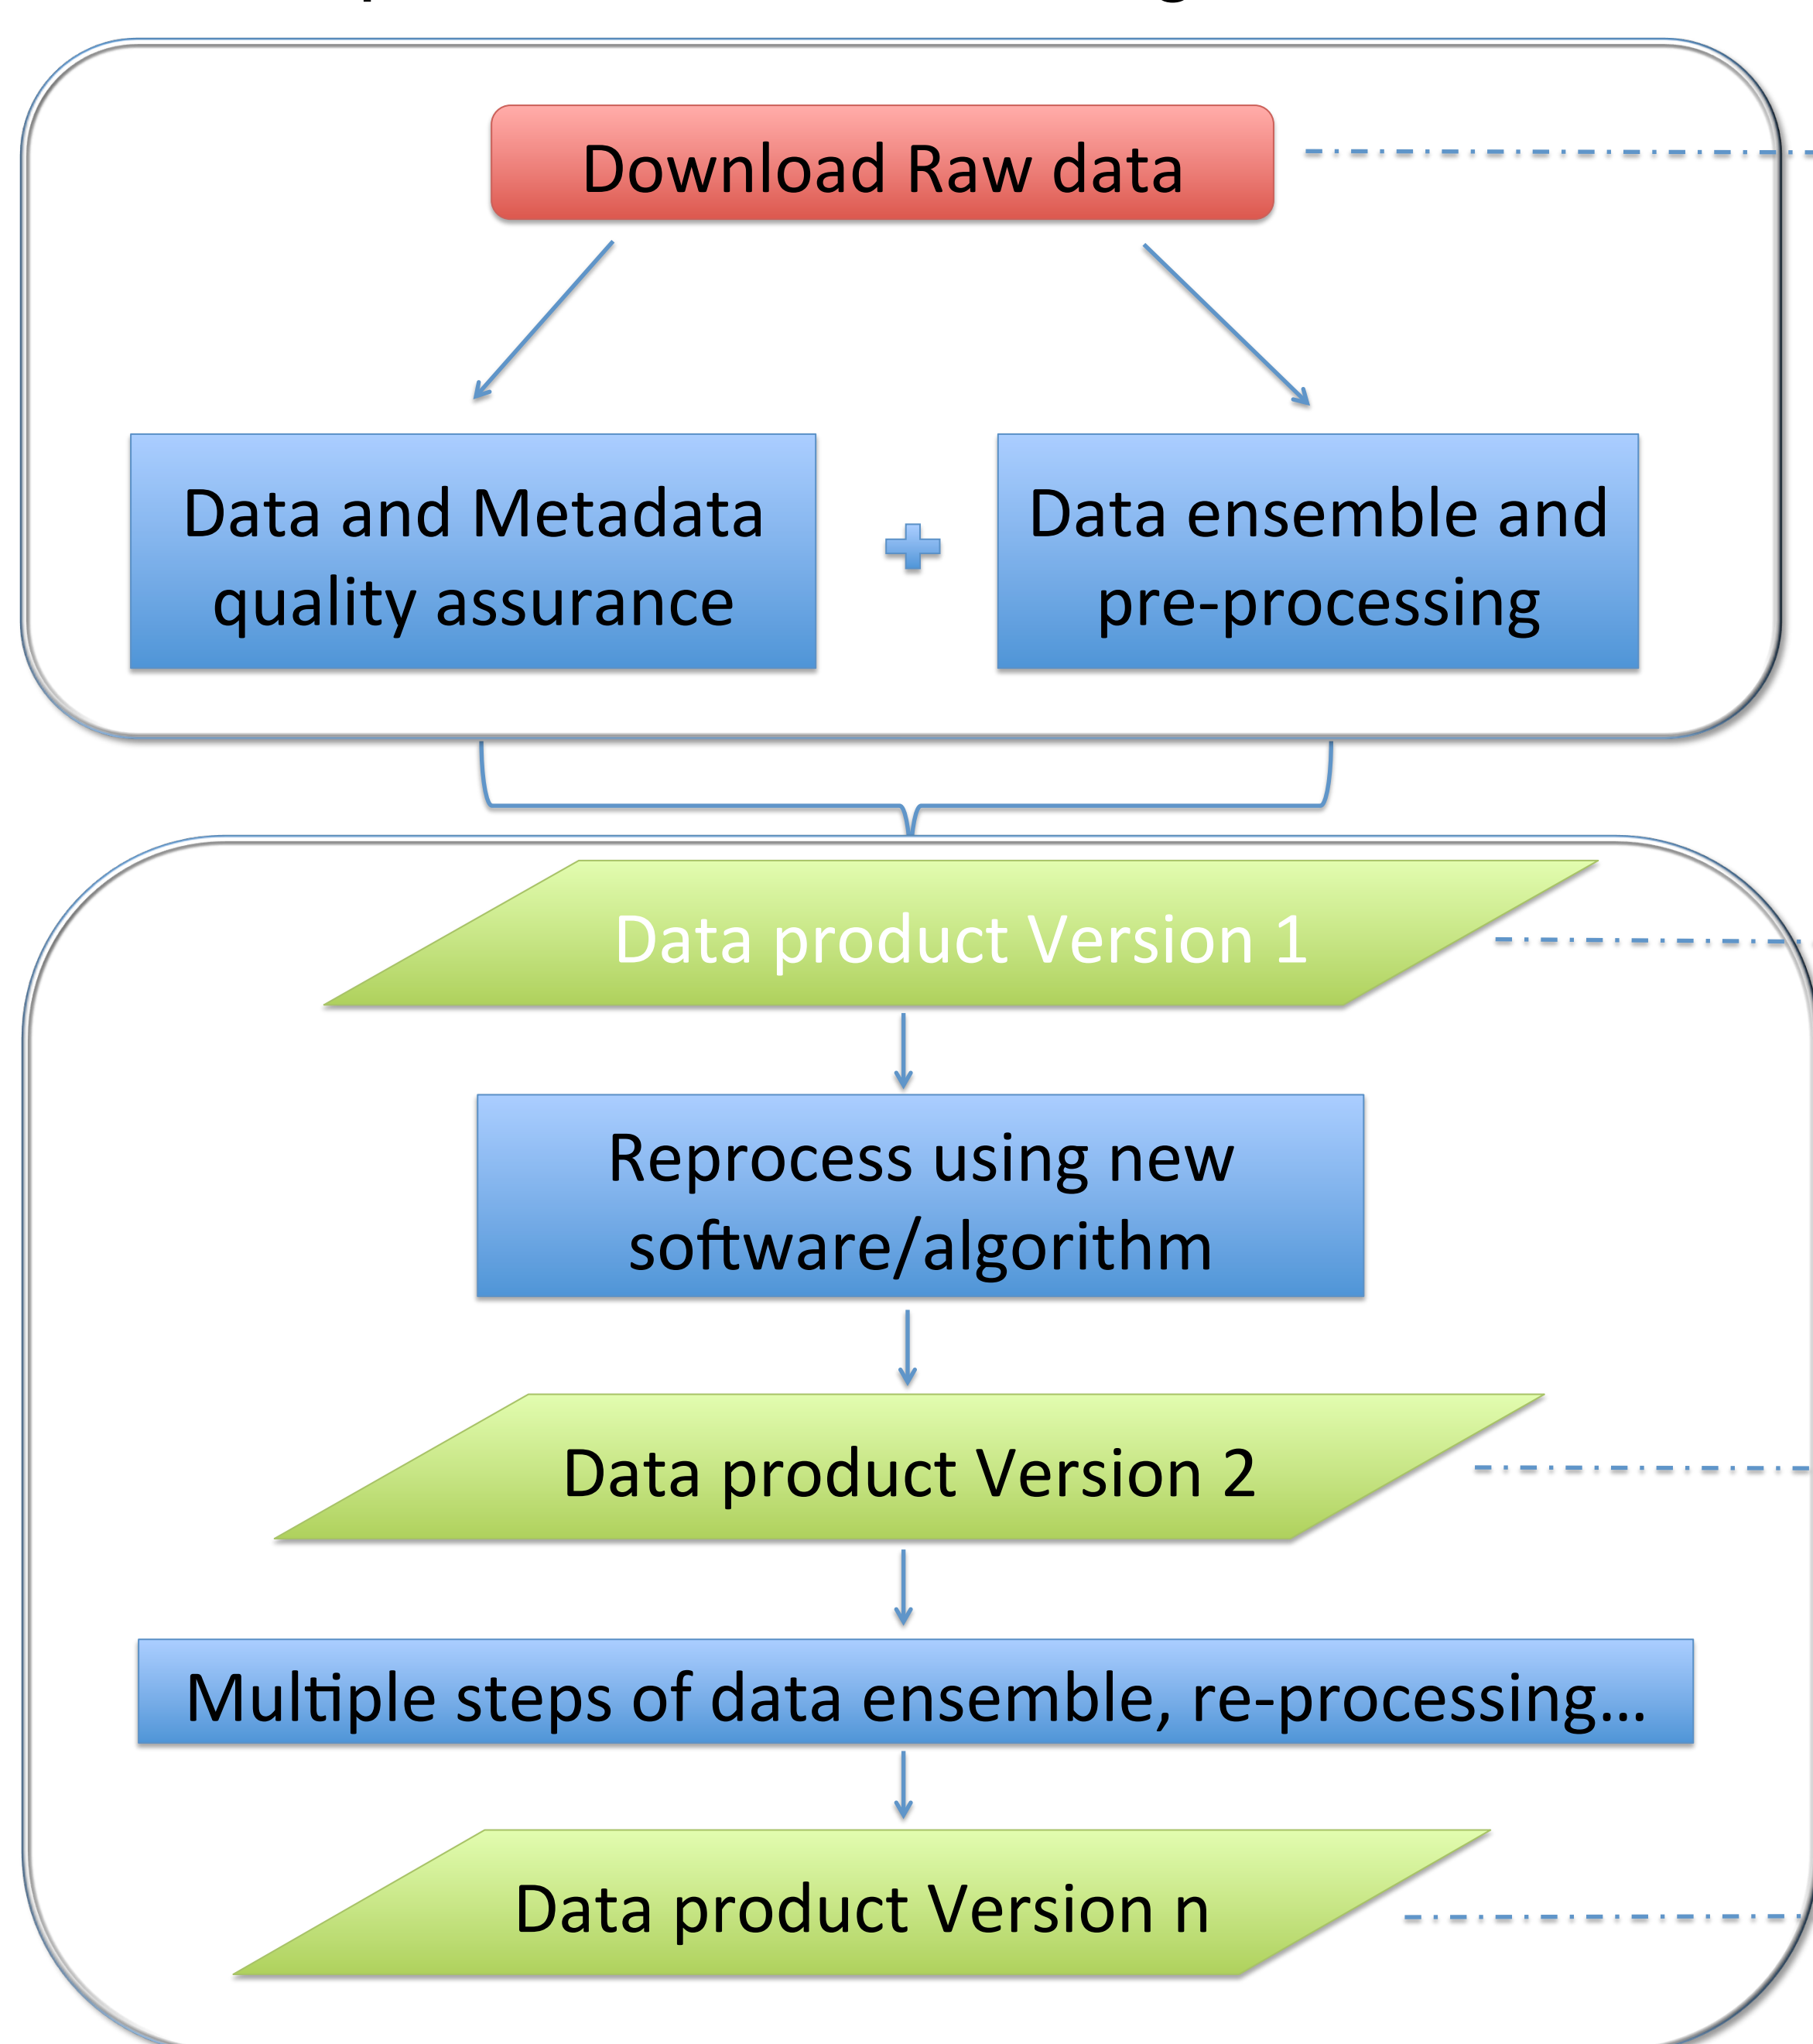 Download Raw data
Data and Metadata
quality assurance
Data ensemble and
pre-processing
Data product Version 1
Reprocess using new
software/algorithm
Data product Version 2
Multiple steps of data ensemble, re-processing...
Data product Version n